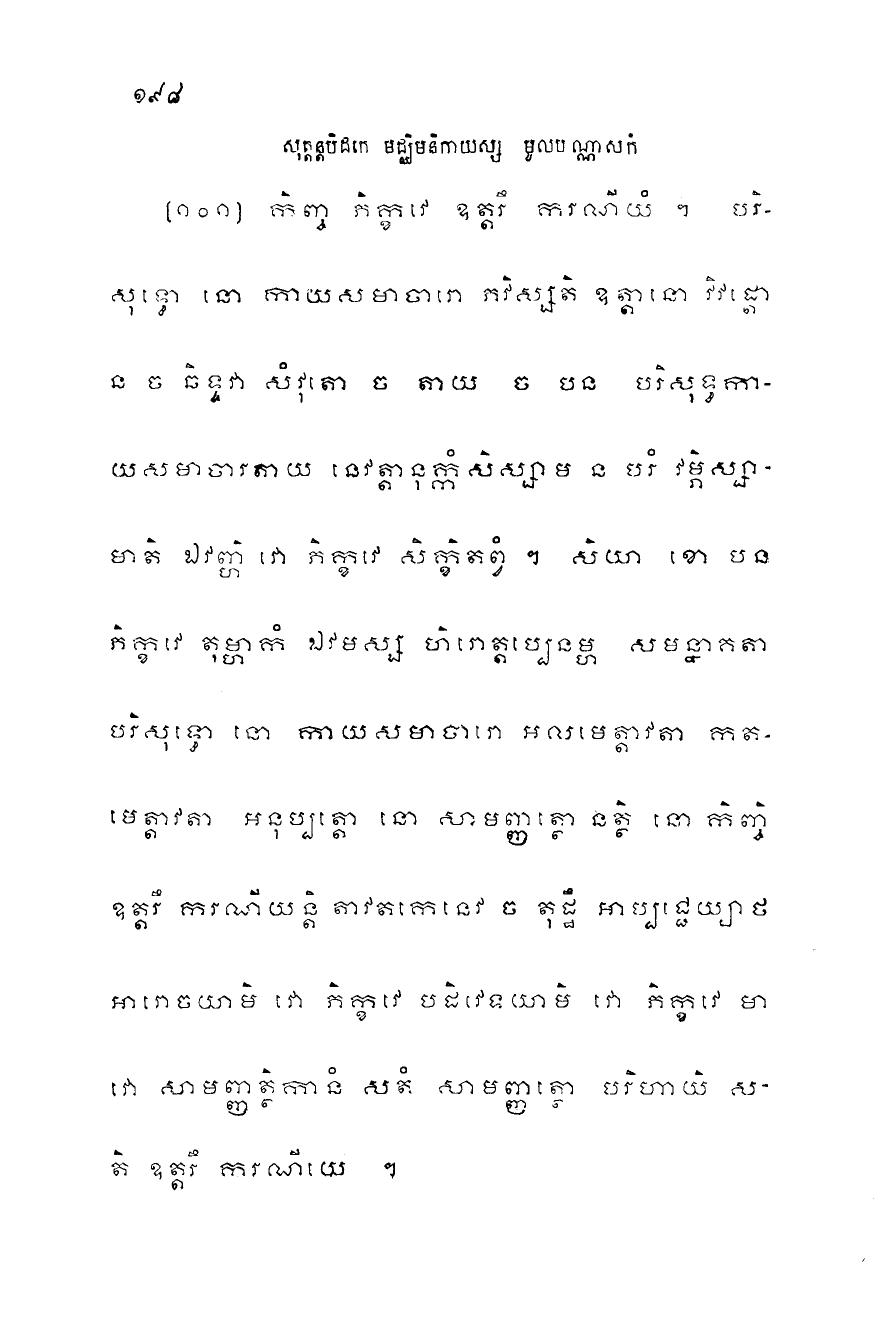 ១៩៨
សុត្តន្តបិដកេ មជ្ឈិមនិកាយស្ស មូលបណ្ណាសកំ
[១០១] កិញ្ច ភិក្ខវេ ឧត្តរឹ ករណីយំ ។ បរិ-
សុទ្ធោ នោ កាយសមាចារោ ភវិស្សតិ ឧត្តានោ វិវដ្ដោ
ន ច ឆិទ្ទវា សំវុតោ ច តាយ ច បន បរិសុទ្ធកា-
យសមាចារតាយ នេវត្តានុក្កំសិស្សាម ន បរំ វម្ភិស្សា-
មាតិ ឯវញ្ហិ វោ ភិក្ខវេ សិក្ខិតព្វំ ។ សិយា ខោ បន
ភិក្ខវេ តុម្ហាកំ ឯវមស្ស ហិរោត្តប្បេនម្ហ សមន្នាគតា
បរិសុទ្ធោ នោ កាយសមាចារោ អលមេត្តាវតា កត-
មេត្តាវតា អនុប្បត្តោ នោ សាមញ្ញត្ថោ នត្ថិ នោ កិញ្ចិ
ឧត្តរឹ ករណីយន្តិ តាវតកេនេវ ច តុដ្ឋឹ អាប្បជ្ជេយ្យាថ
អារោចយាមិ វោ ភិក្ខវេ បដិវេទយាមិ វោ ភិក្ខវេ មា
វោ សាមញ្ញត្ថិកានំ សតំ សាមញ្ញត្ថោ បរិហាយិ ស-
តិ ឧត្តរឹ ករណីយេ ។